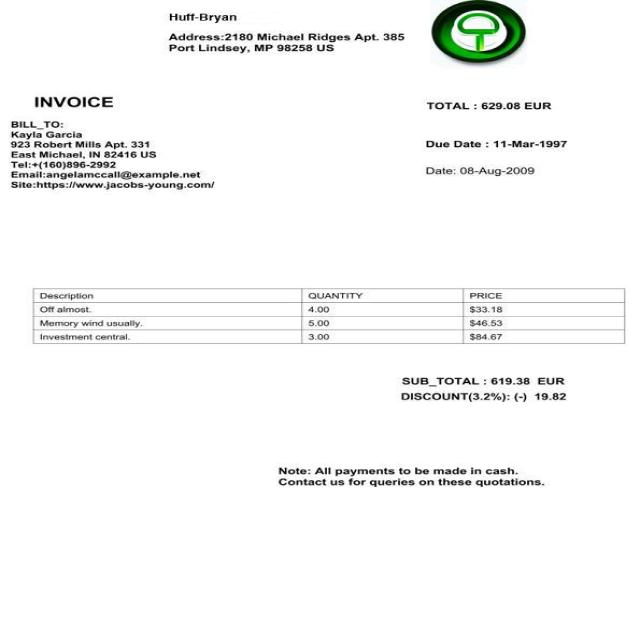 Huff-Bryan
Address:2180 Michael Ridges Apt. 385
Port Lindsey, MP 98258 US
INVOICE
TOTAL : 629.08 EUR
BILL_TO:
Kayla Garcia
923 Robert Mills Apt. 331
East Michael, IN 82416 US
Tel:+(160)896-2992
Email:angelamccall@example.net
Site:https://www.jacobs-young.com/
Due Date : 11-Mar-1997
Date: 08-Aug-2009
Description QUANTITY PRICE
Off almost. 4.00 $33.18
Memory wind usually. 5.00 $46.53
Investment central. 3.00 $84.67
SUB_TOTAL : 619.38 EUR
DISCOUNT(3.2%): (-) 19.82
Note: All payments to be made in cash.
Contact us for queries on these quotations.